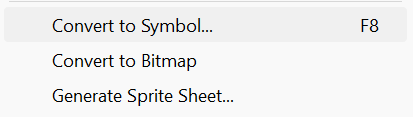 Convert to Symbol... F8
Convert to Bitmap
Generate Sprite Sheet...